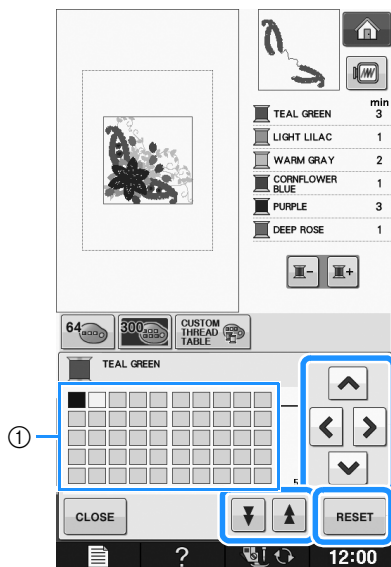 min
TEAL GREEN 3
LIGHT LILAC 1
WARM GRAY 2
CORNFLOWER
BLUE 1
PURPLE 3
DEEP ROSE 1
64
300
CUSTOM
THREAD
TABLE
TEAL GREEN
①
5
CLOSE
RESET
?
12:00